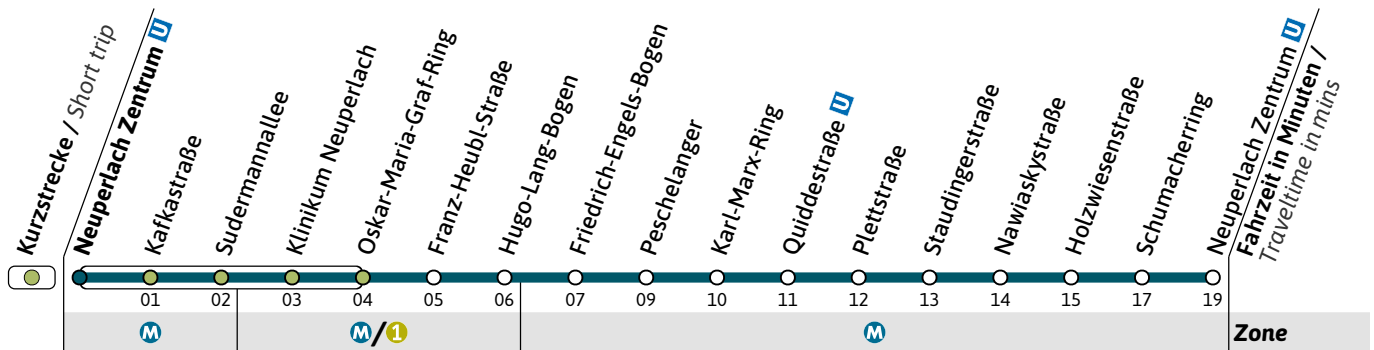 Kurzstrecke / Short trip
Neuperlach Zentrum U
Kafkastraße
Sudermannallee
Klinikum Neuperlach
Oskar-Maria-Graf-Ring
Franz-Heubl-Straße
Hugo-Lang-Bogen
Friedrich-Engels-Bogen
Peschelanger
Karl-Marx-Ring
Quiddestraße U
Plettstraße
Staudingerstraße
Nawiaskystraße
Holzwiesenstraße
Schumacherring
Neuperlach Zentrum U
Fahrzeit in Minuten /
Traveltime in mins
01 02 03 04 05 06 07 09 10 11 12 13 14 15 17 19
M M/1 M Zone